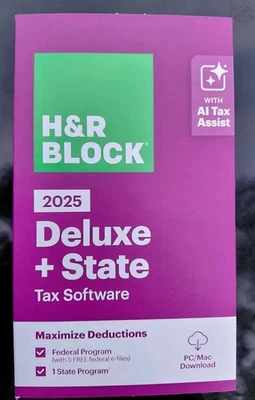 H&R
BLOCK®
WITH
AI Tax
Assist
2025
Deluxe
+ State
Tax Software
Maximize Deductions
Federal Program
(with 5 FREE federal e-files)
1 State Program¹
PC/Mac
Download